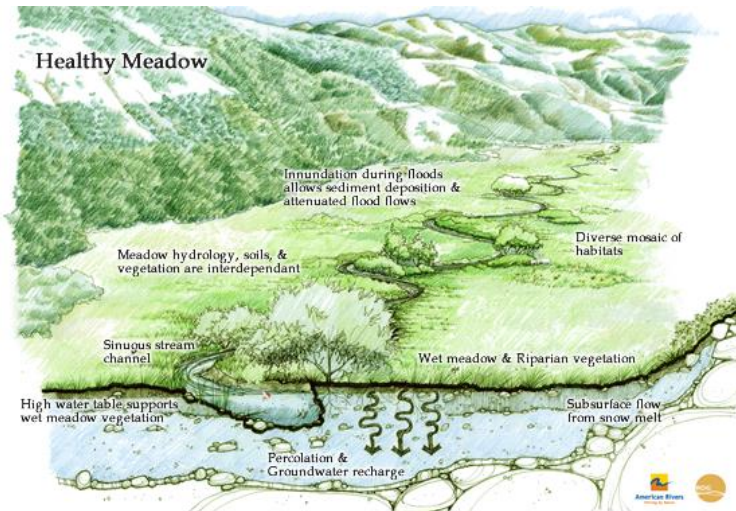 Healthy Meadow
Innundation during floods
allows sediment deposition &
attenuated flood flows
Meadow hydrology, soils, &
vegetation are interdependant
Diverse mosaic of
habitats
Sinuous stream
channel
Wet meadow & Riparian vegetation
High water table supports
wet meadow vegetation
Subsurface flow
from snow melt
Percolation &
Groundwater recharge
American Rivers